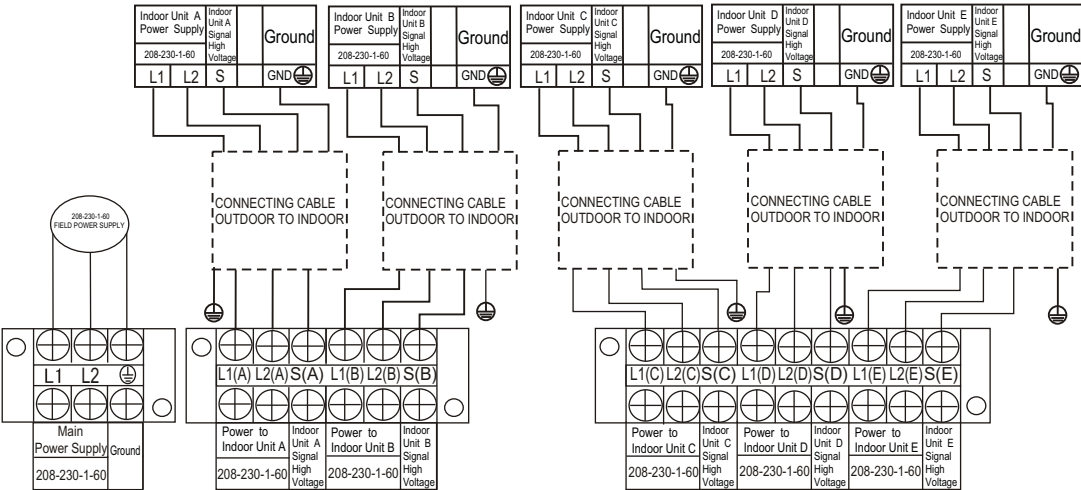 Indoor Unit A
Power Supply
208-230-1-60
Indoor
Unit A
Signal
High
Voltage
Ground
L1 L2 S GND
Indoor Unit B
Power Supply
208-230-1-60
Indoor
Unit B
Signal
High
Voltage
Ground
L1 L2 S GND
Indoor Unit C
Power Supply
208-230-1-60
Indoor
Unit C
Signal
High
Voltage
Ground
L1 L2 S GND
Indoor Unit D
Power Supply
208-230-1-60
Indoor
Unit D
Signal
High
Voltage
Ground
L1 L2 S GND
Indoor Unit E
Power Supply
208-230-1-60
Indoor
Unit E
Signal
High
Voltage
Ground
L1 L2 S GND
CONNECTING CABLE
OUTDOOR TO INDOOR
CONNECTING CABLE
OUTDOOR TO INDOOR
CONNECTING CABLE
OUTDOOR TO INDOOR
CONNECTING CABLE
OUTDOOR TO INDOOR
CONNECTING CABLE
OUTDOOR TO INDOOR
208-230-1-60
FIELD POWER SUPPLY
L1 L2
Main
Power Supply
208-230-1-60
Ground
L1(A) L2(A) S(A) L1(B) L2(B) S(B)
Power to
Indoor Unit A
208-230-1-60
Indoor
Unit A
Signal
High
Voltage
Power to
Indoor Unit B
208-230-1-60
Indoor
Unit B
Signal
High
Voltage
L1(C) L2(C) S(C) L1(D) L2(D) S(D) L1(E) L2(E) S(E)
Power to
Indoor Unit C
208-230-1-60
Indoor
Unit C
Signal
High
Voltage
Power to
Indoor Unit D
208-230-1-60
Indoor
Unit D
Signal
High
Voltage
Power to
Indoor Unit E
208-230-1-60
Indoor
Unit E
Signal
High
Voltage